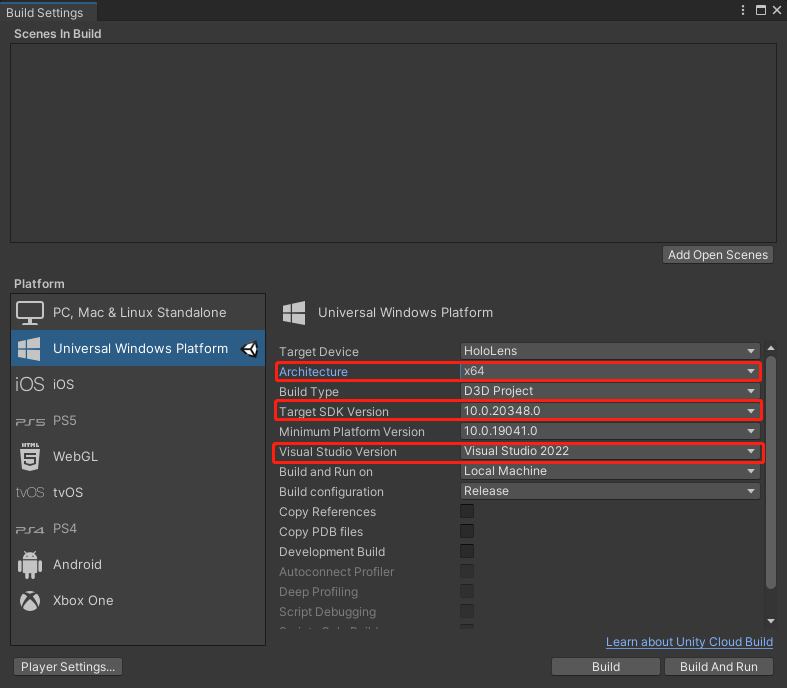 Build Settings
Scenes In Build
Add Open Scenes
Platform
PC, Mac & Linux Standalone
Universal Windows Platform
iOS iOS
PS5 PS5
HTML 5 WebGL
tvOS tvOS
PS4 PS4
Android
Xbox One
Universal Windows Platform
Target Device HoloLens
Architecture x64
Build Type D3D Project
Target SDK Version 10.0.20348.0
Minimum Platform Version 10.0.19041.0
Visual Studio Version Visual Studio 2022
Build and Run on Local Machine
Build configuration Release
Copy References
Copy PDB files
Development Build
Autoconnect Profiler
Deep Profiling
Script Debugging
Learn about Unity Cloud Build
Player Settings... Build Build And Run